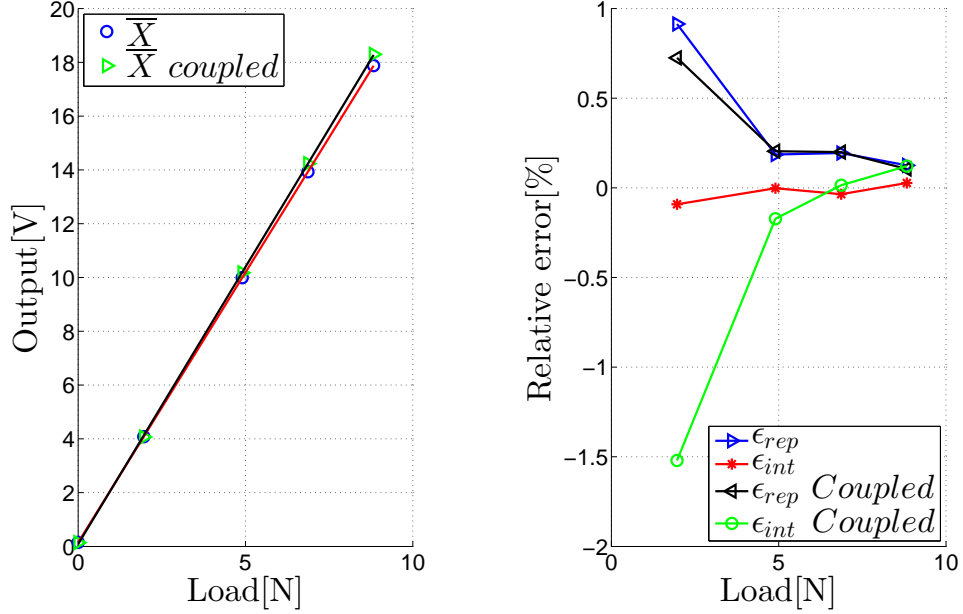 20
18
16
14
12
10
8
6
4
2
0
0
5
10
Output[V]
Load[N]
X̅
X̅ coupled
1
0.5
0
−0.5
−1
−1.5
−2
0
5
10
Relative error[%]
Load[N]
ϵrep
ϵint
ϵrep Coupled
ϵint Coupled